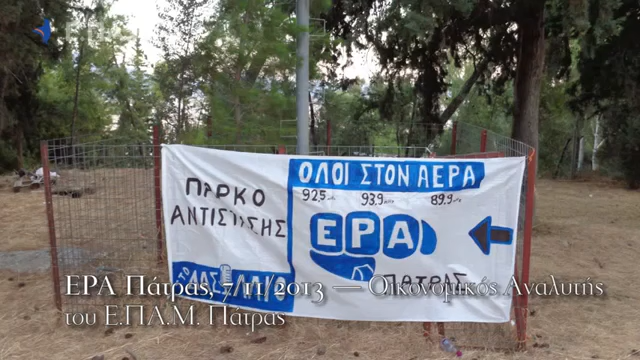 ΠΑΡΚΟ
ΑΝΤΙΣΤΑΣΗΣ
ΟΛΟΙ ΣΤΟΝ ΑΕΡΑ
92,5 93.9 89.9
ΕΡΑ
ΠΑΤΡΑΣ
ΕΡΑ Πάτρας, 7/11/2013 — Οικονομικός Αναλυτής
του Ε.ΠΑ.Μ. Πάτρας